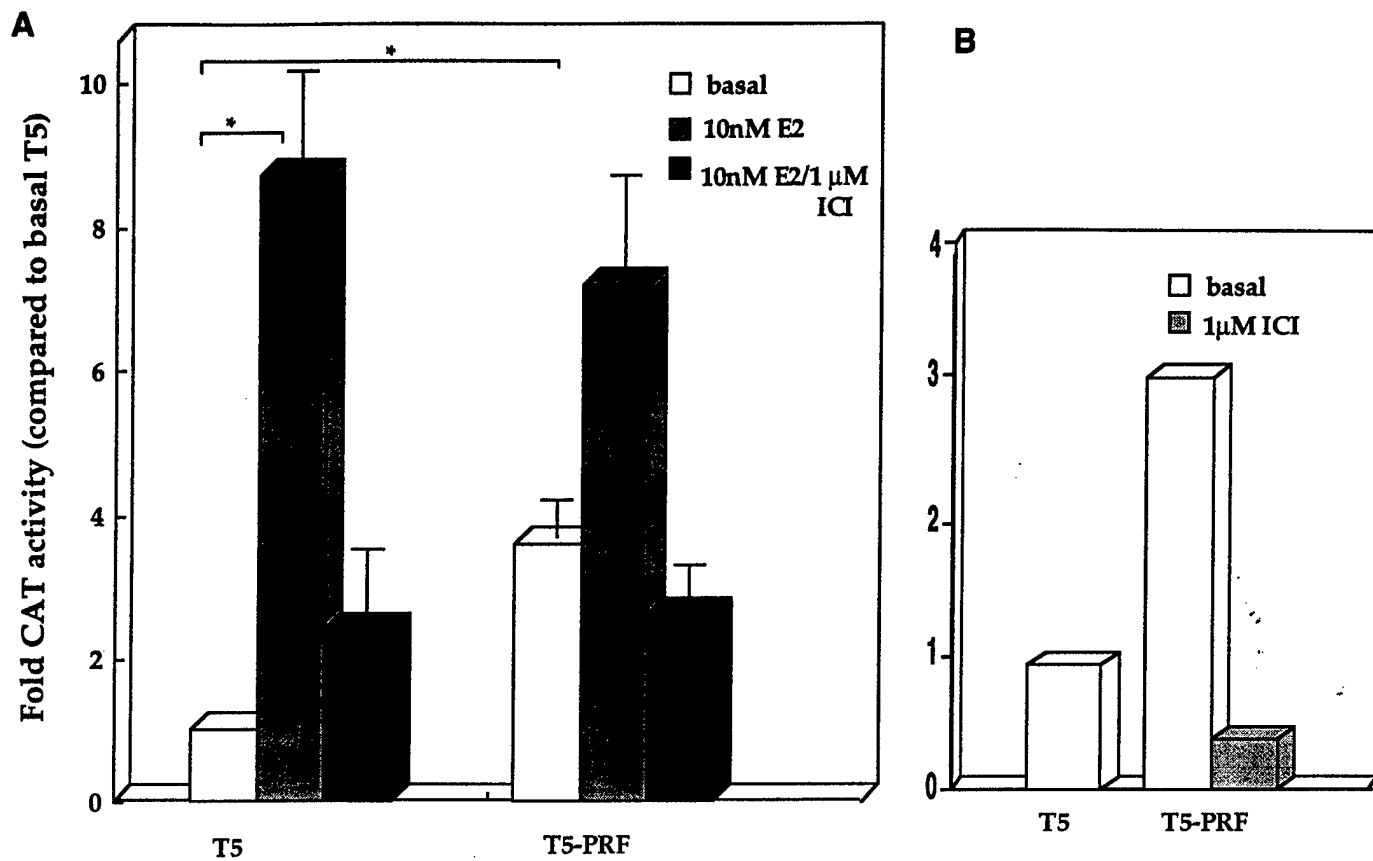 A
B
Fold CAT activity (compared to basal T5)
10
8
6
4
2
0
*
*
basal
10nM E2
10nM E2/1 μM
ICI
T5
T5-PRF
4
3
2
1
0
basal
1μM ICI
T5
T5-PRF